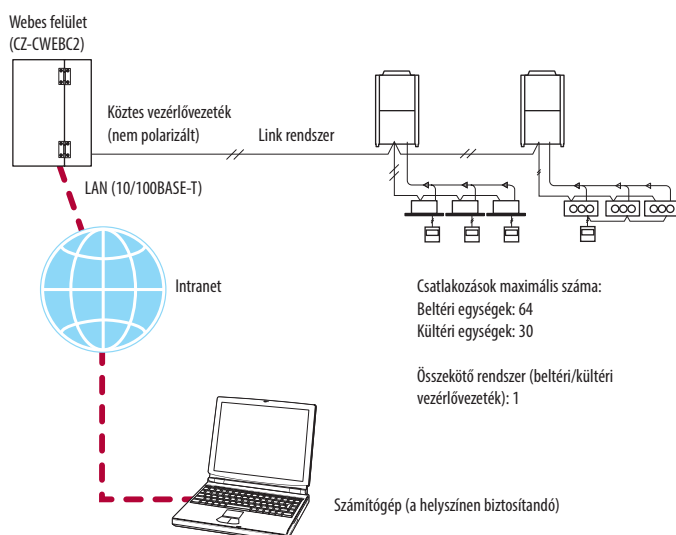 Webes felület
(CZ-CWEBC2)
Köztes vezérlővezeték
(nem polarizált)
Link rendszer
LAN (10/100BASE-T)
Intranet
Csatlakozások maximális száma:
Beltéri egységek: 64
Kültéri egységek: 30
Összekötő rendszer (beltéri/kültéri
vezérlővezeték): 1
Számítógép (a helyszínen biztosítandó)